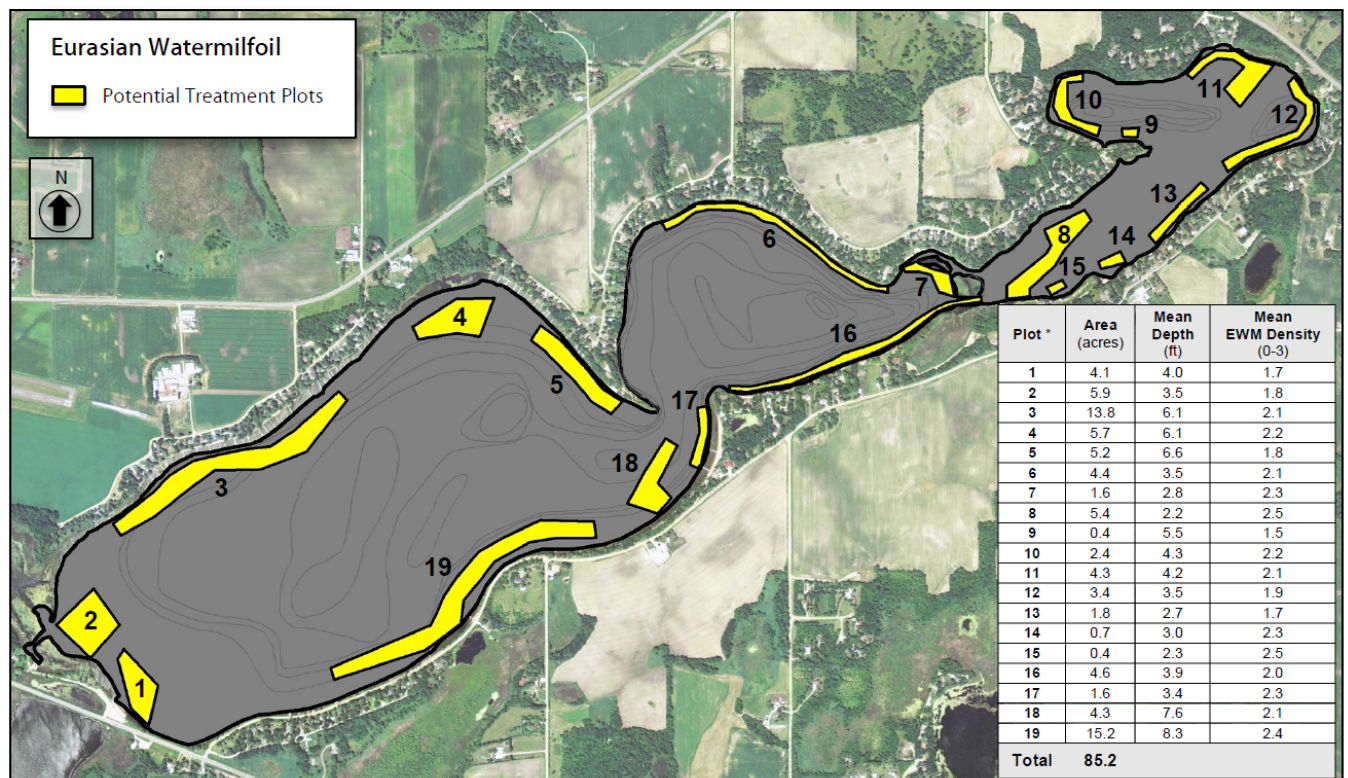 Eurasian Watermilfoil
Potential Treatment Plots
N
1
2
3
4
5
6
7
8
9
10
11
12
13
14
15
16
17
18
19
Plot * Area (acres) Mean Depth (ft) Mean EWM Density (0-3)
1 4.1 4.0 1.7
2 5.9 3.5 1.8
3 13.8 6.1 2.1
4 5.7 6.1 2.2
5 5.2 6.6 1.8
6 4.4 3.5 2.1
7 1.6 2.8 2.3
8 5.4 2.2 2.5
9 0.4 5.5 1.5
10 2.4 4.3 2.2
11 4.3 4.2 2.1
12 3.4 3.5 1.9
13 1.8 2.7 1.7
14 0.7 3.0 2.3
15 0.4 2.3 2.5
16 4.6 3.9 2.0
17 1.6 3.4 2.3
18 4.3 7.6 2.1
19 15.2 8.3 2.4
Total 85.2